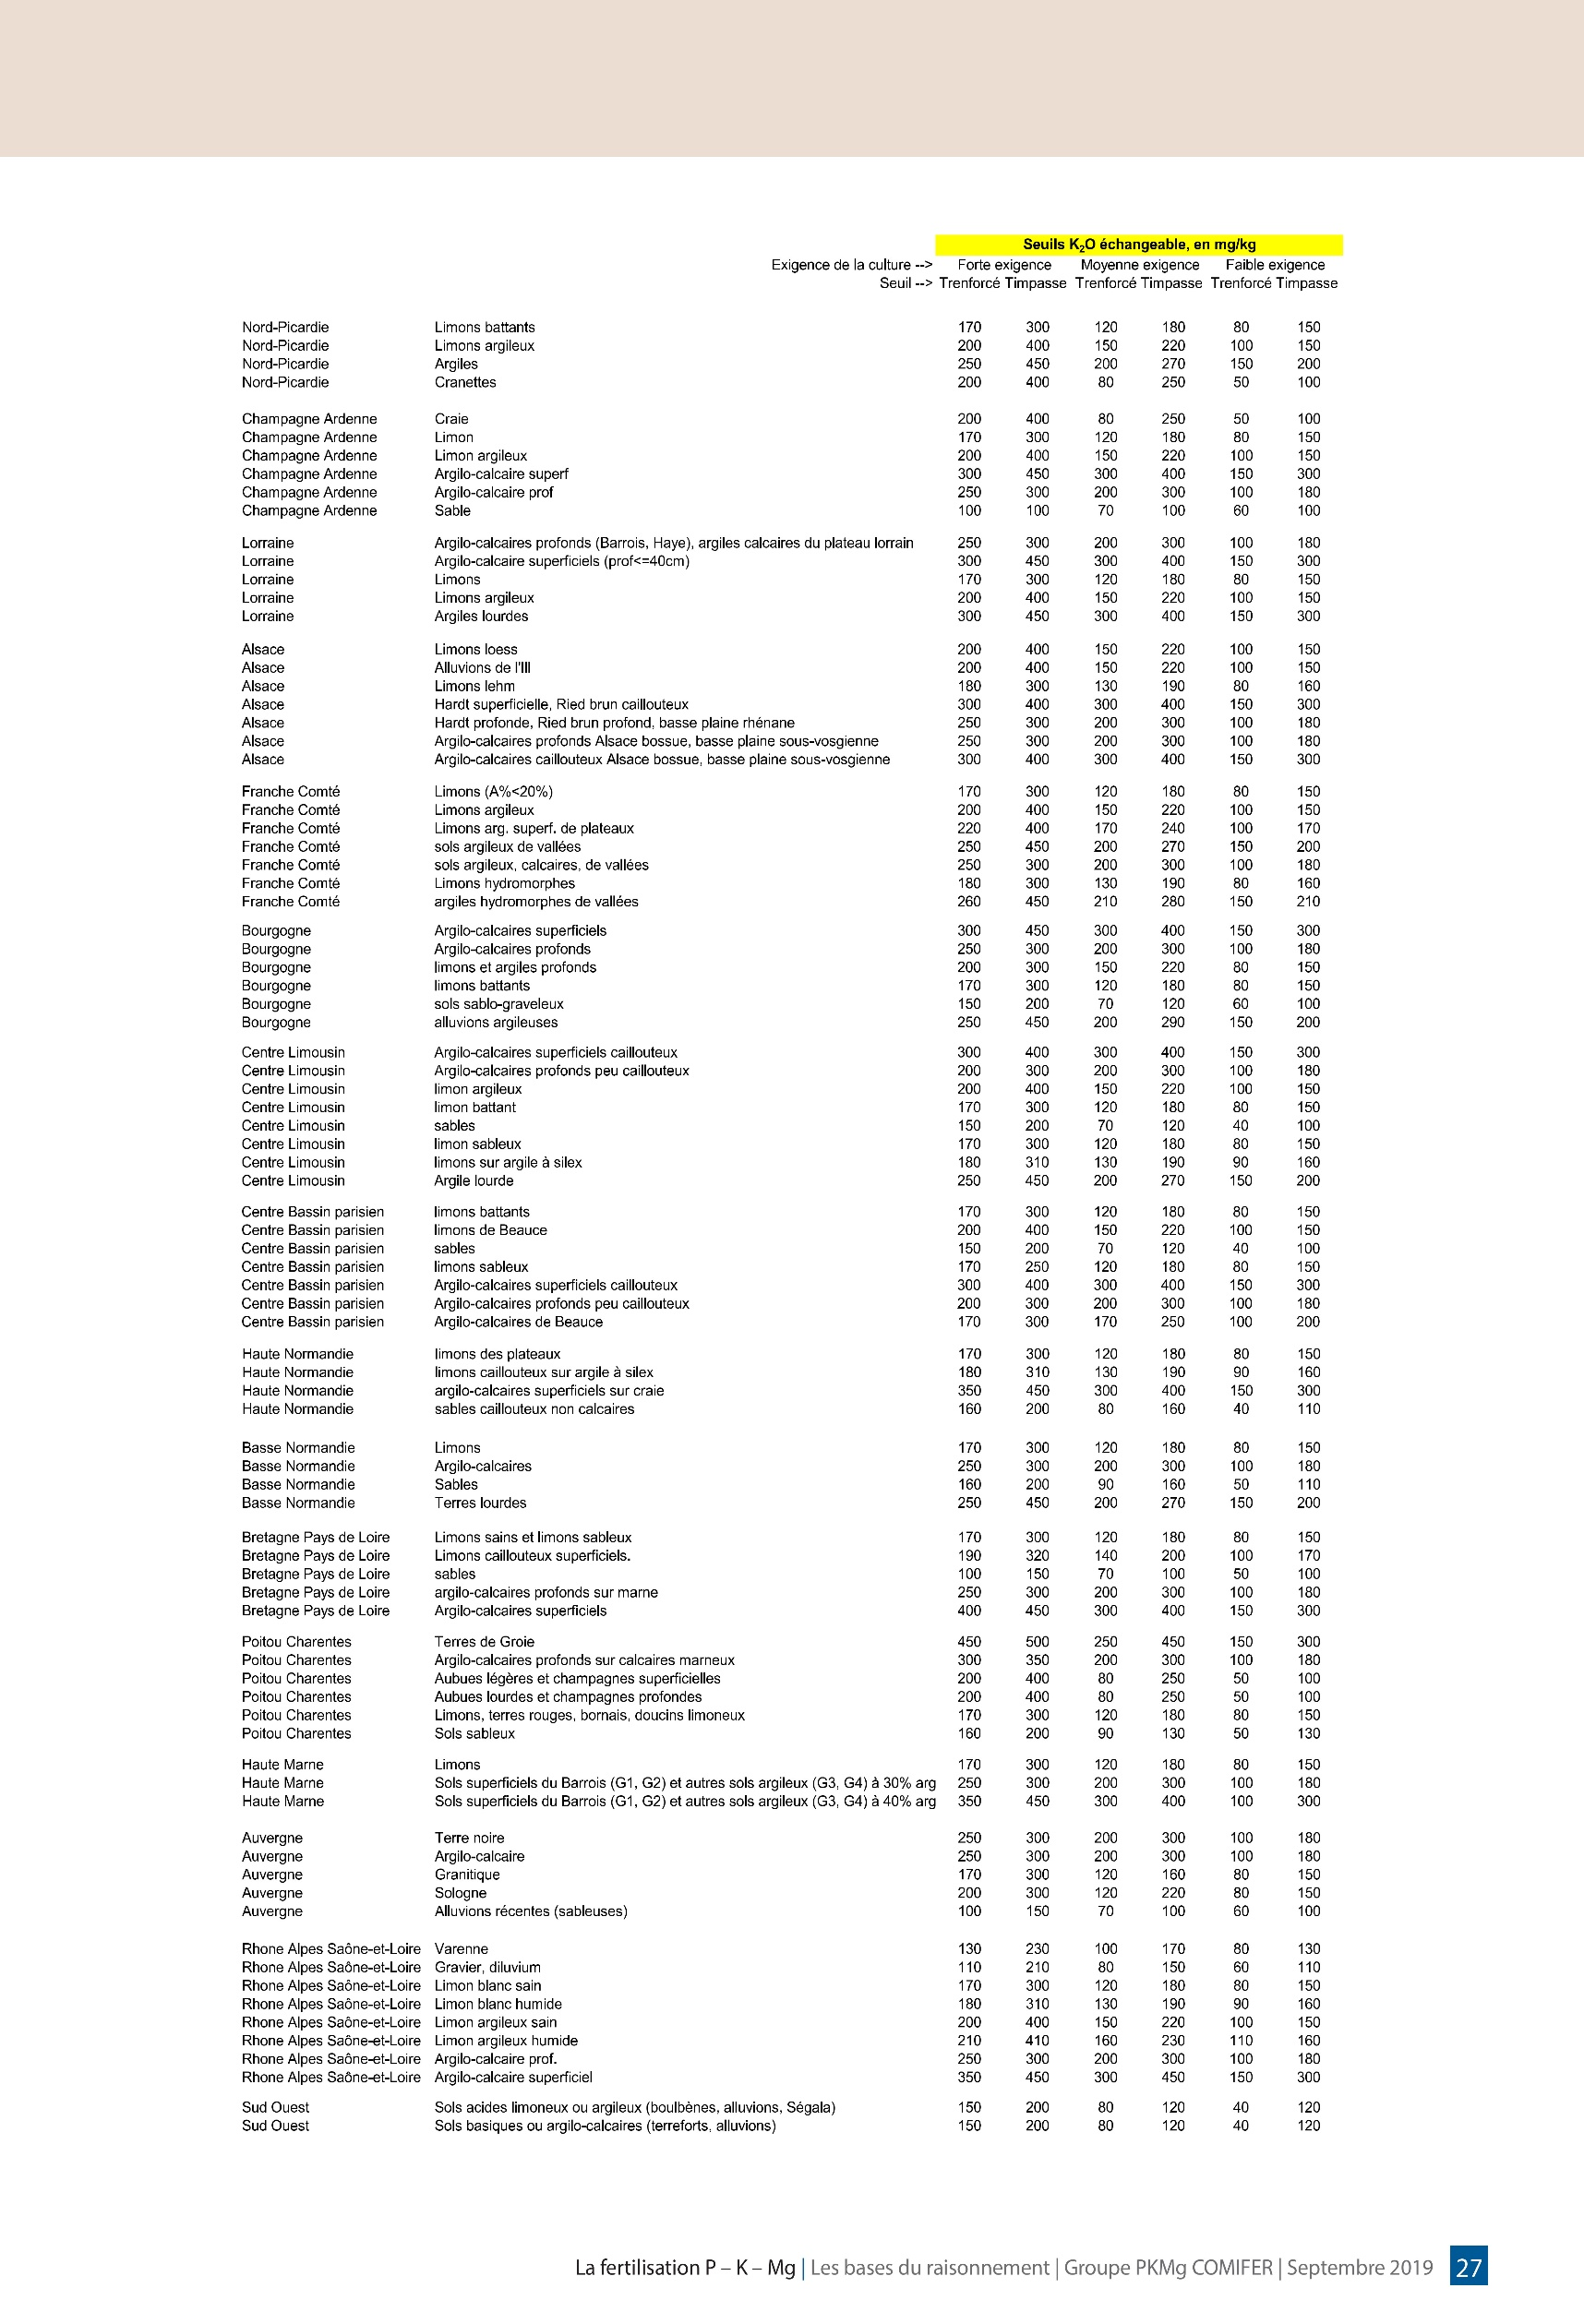 Seuils K₂O échangeable, en mg/kg
Exigence de la culture --> Forte exigence Moyenne exigence Faible exigence
Seuil --> Trenforcé Timpasse Trenforcé Timpasse Trenforcé Timpasse
Nord-Picardie Limons battants 170 300 120 180 80 150
Nord-Picardie Limons argileux 200 400 150 220 100 150
Nord-Picardie Argiles 250 450 200 270 150 200
Nord-Picardie Cranettes 200 400 80 250 50 100
Champagne Ardenne Craie 200 400 80 250 50 100
Champagne Ardenne Limon 170 300 120 180 80 150
Champagne Ardenne Limon argileux 200 400 150 220 100 150
Champagne Ardenne Argilo-calcaire superf 300 450 300 400 150 300
Champagne Ardenne Argilo-calcaire prof 250 300 200 300 100 180
Champagne Ardenne Sable 100 100 70 100 60 100
Lorraine Argilo-calcaires profonds (Barrois, Haye), argiles calcaires du plateau lorrain 250 300 200 300 100 180
Lorraine Argilo-calcaire superficiels (prof<=40cm) 300 450 300 400 150 300
Lorraine Limons 170 300 120 180 80 150
Lorraine Limons argileux 200 400 150 220 100 150
Lorraine Argiles lourdes 300 450 300 400 150 300
Alsace Limons loess 200 400 150 220 100 150
Alsace Alluvions de l'Ill 200 400 150 220 100 150
Alsace Limons lehm 180 300 130 190 80 160
Alsace Hardt superficielle, Ried brun caillouteux 300 400 300 400 150 300
Alsace Hardt profonde, Ried brun profond, basse plaine rhénane 250 300 200 300 100 180
Alsace Argilo-calcaires profonds Alsace bossue, basse plaine sous-vosgienne 250 300 200 300 100 180
Alsace Argilo-calcaires caillouteux Alsace bossue, basse plaine sous-vosgienne 300 400 300 400 150 300
Franche Comté Limons (A%<20%) 170 300 120 180 80 150
Franche Comté Limons argileux 200 400 150 220 100 150
Franche Comté Limons arg. superf. de plateaux 220 400 170 240 100 170
Franche Comté sols argileux de vallées 250 450 200 270 150 200
Franche Comté sols argileux, calcaires, de vallées 250 300 200 300 100 180
Franche Comté Limons hydromorphes 180 300 130 190 80 160
Franche Comté argiles hydromorphes de vallées 260 450 210 280 150 210
Bourgogne Argilo-calcaires superficiels 300 450 300 400 150 300
Bourgogne Argilo-calcaires profonds 250 300 200 300 100 180
Bourgogne limons et argiles profonds 200 300 150 220 80 150
Bourgogne limons battants 170 300 120 180 80 150
Bourgogne sols sablo-graveleux 150 200 70 120 60 100
Bourgogne alluvions argileuses 250 450 200 290 150 200
Centre Limousin Argilo-calcaires superficiels caillouteux 300 400 300 400 150 300
Centre Limousin Argilo-calcaires profonds peu caillouteux 200 300 200 300 100 180
Centre Limousin limon argileux 200 400 150 220 100 150
Centre Limousin limon battant 170 300 120 180 80 150
Centre Limousin sables 150 200 70 120 40 100
Centre Limousin limon sableux 170 300 120 180 80 150
Centre Limousin limons sur argile à silex 180 310 130 190 90 160
Centre Limousin Argile lourde 250 450 200 270 150 200
Centre Bassin parisien limons battants 170 300 120 180 80 150
Centre Bassin parisien limons de Beauce 200 400 150 220 100 150
Centre Bassin parisien sables 150 200 70 120 40 100
Centre Bassin parisien limons sableux 170 250 120 180 80 150
Centre Bassin parisien Argilo-calcaires superficiels caillouteux 300 400 300 400 150 300
Centre Bassin parisien Argilo-calcaires profonds peu caillouteux 200 300 200 300 100 180
Centre Bassin parisien Argilo-calcaires de Beauce 170 300 170 250 100 200
Haute Normandie limons des plateaux 170 300 120 180 80 150
Haute Normandie limons caillouteux sur argile à silex 180 310 130 190 90 160
Haute Normandie argilo-calcaires superficiels sur craie 350 450 300 400 150 300
Haute Normandie sables caillouteux non calcaires 160 200 80 160 40 110
Basse Normandie Limons 170 300 120 180 80 150
Basse Normandie Argilo-calcaires 250 300 200 300 100 180
Basse Normandie Sables 160 200 90 160 50 110
Basse Normandie Terres lourdes 250 450 200 270 150 200
Bretagne Pays de Loire Limons sains et limons sableux 170 300 120 180 80 150
Bretagne Pays de Loire Limons caillouteux superficiels. 190 320 140 200 100 170
Bretagne Pays de Loire sables 100 150 70 100 50 100
Bretagne Pays de Loire argilo-calcaires profonds sur marne 250 300 200 300 100 180
Bretagne Pays de Loire Argilo-calcaires superficiels 400 450 300 400 150 300
Poitou Charentes Terres de Groie 450 500 250 450 150 300
Poitou Charentes Argilo-calcaires profonds sur calcaires marneux 300 350 200 300 100 180
Poitou Charentes Aubues légères et champagnes superficielles 200 400 80 250 50 100
Poitou Charentes Aubues lourdes et champagnes profondes 200 400 80 250 50 100
Poitou Charentes Limons, terres rouges, bornais, doucins limoneux 170 300 120 180 80 150
Poitou Charentes Sols sableux 160 200 90 130 50 130
Haute Marne Limons 170 300 120 180 80 150
Haute Marne Sols superficiels du Barrois (G1, G2) et autres sols argileux (G3, G4) à 30% arg 250 300 200 300 100 180
Haute Marne Sols superficiels du Barrois (G1, G2) et autres sols argileux (G3, G4) à 40% arg 350 450 300 400 100 300
Auvergne Terre noire 250 300 200 300 100 180
Auvergne Argilo-calcaire 250 300 200 300 100 180
Auvergne Granitique 170 300 120 160 80 150
Auvergne Sologne 200 300 120 220 80 150
Auvergne Alluvions récentes (sableuses) 100 150 70 100 60 100
Rhone Alpes Saône-et-Loire Varenne 130 230 100 170 80 130
Rhone Alpes Saône-et-Loire Gravier, diluvium 110 210 80 150 60 110
Rhone Alpes Saône-et-Loire Limon blanc sain 170 300 120 180 80 150
Rhone Alpes Saône-et-Loire Limon blanc humide 180 310 130 190 90 160
Rhone Alpes Saône-et-Loire Limon argileux sain 200 400 150 220 100 150
Rhone Alpes Saône-et-Loire Limon argileux humide 210 410 160 230 110 160
Rhone Alpes Saône-et-Loire Argilo-calcaire prof. 250 300 200 300 100 180
Rhone Alpes Saône-et-Loire Argilo-calcaire superficiel 350 450 300 450 150 300
Sud Ouest Sols acides limoneux ou argileux (boulbènes, alluvions, Ségala) 150 200 80 120 40 120
Sud Ouest Sols basiques ou argilo-calcaires (terreforts, alluvions) 150 200 80 120 40 120
La fertilisation P – K – Mg | Les bases du raisonnement | Groupe PKMg COMIFER | Septembre 2019 27